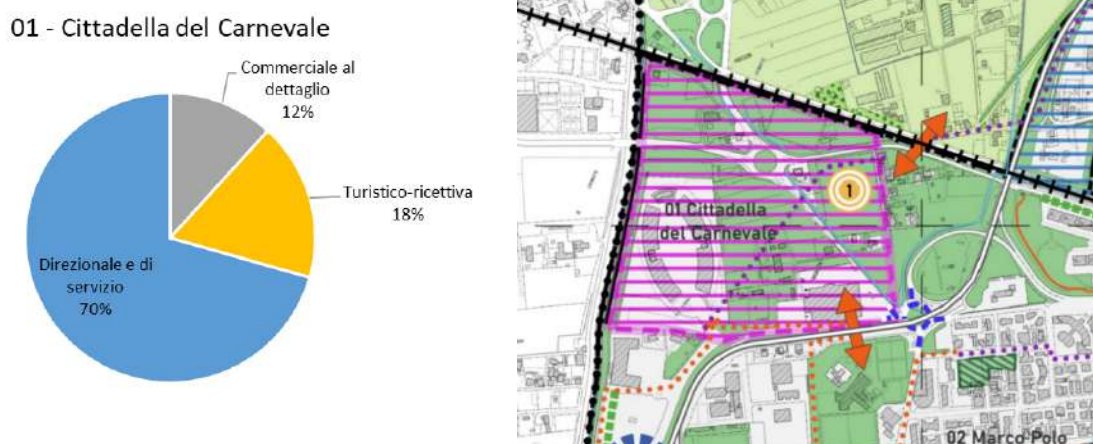 01 - Cittadella del Carnevale
Commerciale al
dettaglio
12%
Turistico-ricettiva
18%
Direzionale e di
servizio
70%
1
01 Cittadella
del Carnevale
02 Marco Polo